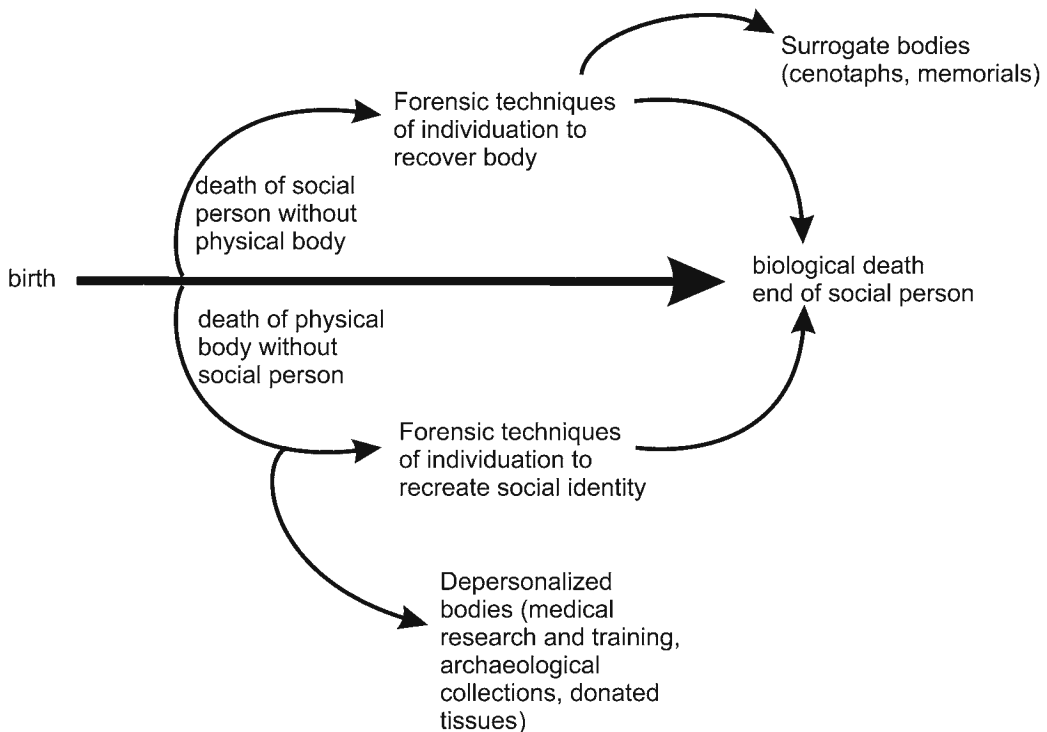 Surrogate bodies
(cenotaphs, memorials)
Forensic techniques
of individuation to
recover body
death of social
person without
physical body
birth
biological death
end of social person
death of physical
body without
social person
Forensic techniques
of individuation to
recreate social identity
Depersonalized
bodies (medical
research and training,
archaeological
collections, donated
tissues)